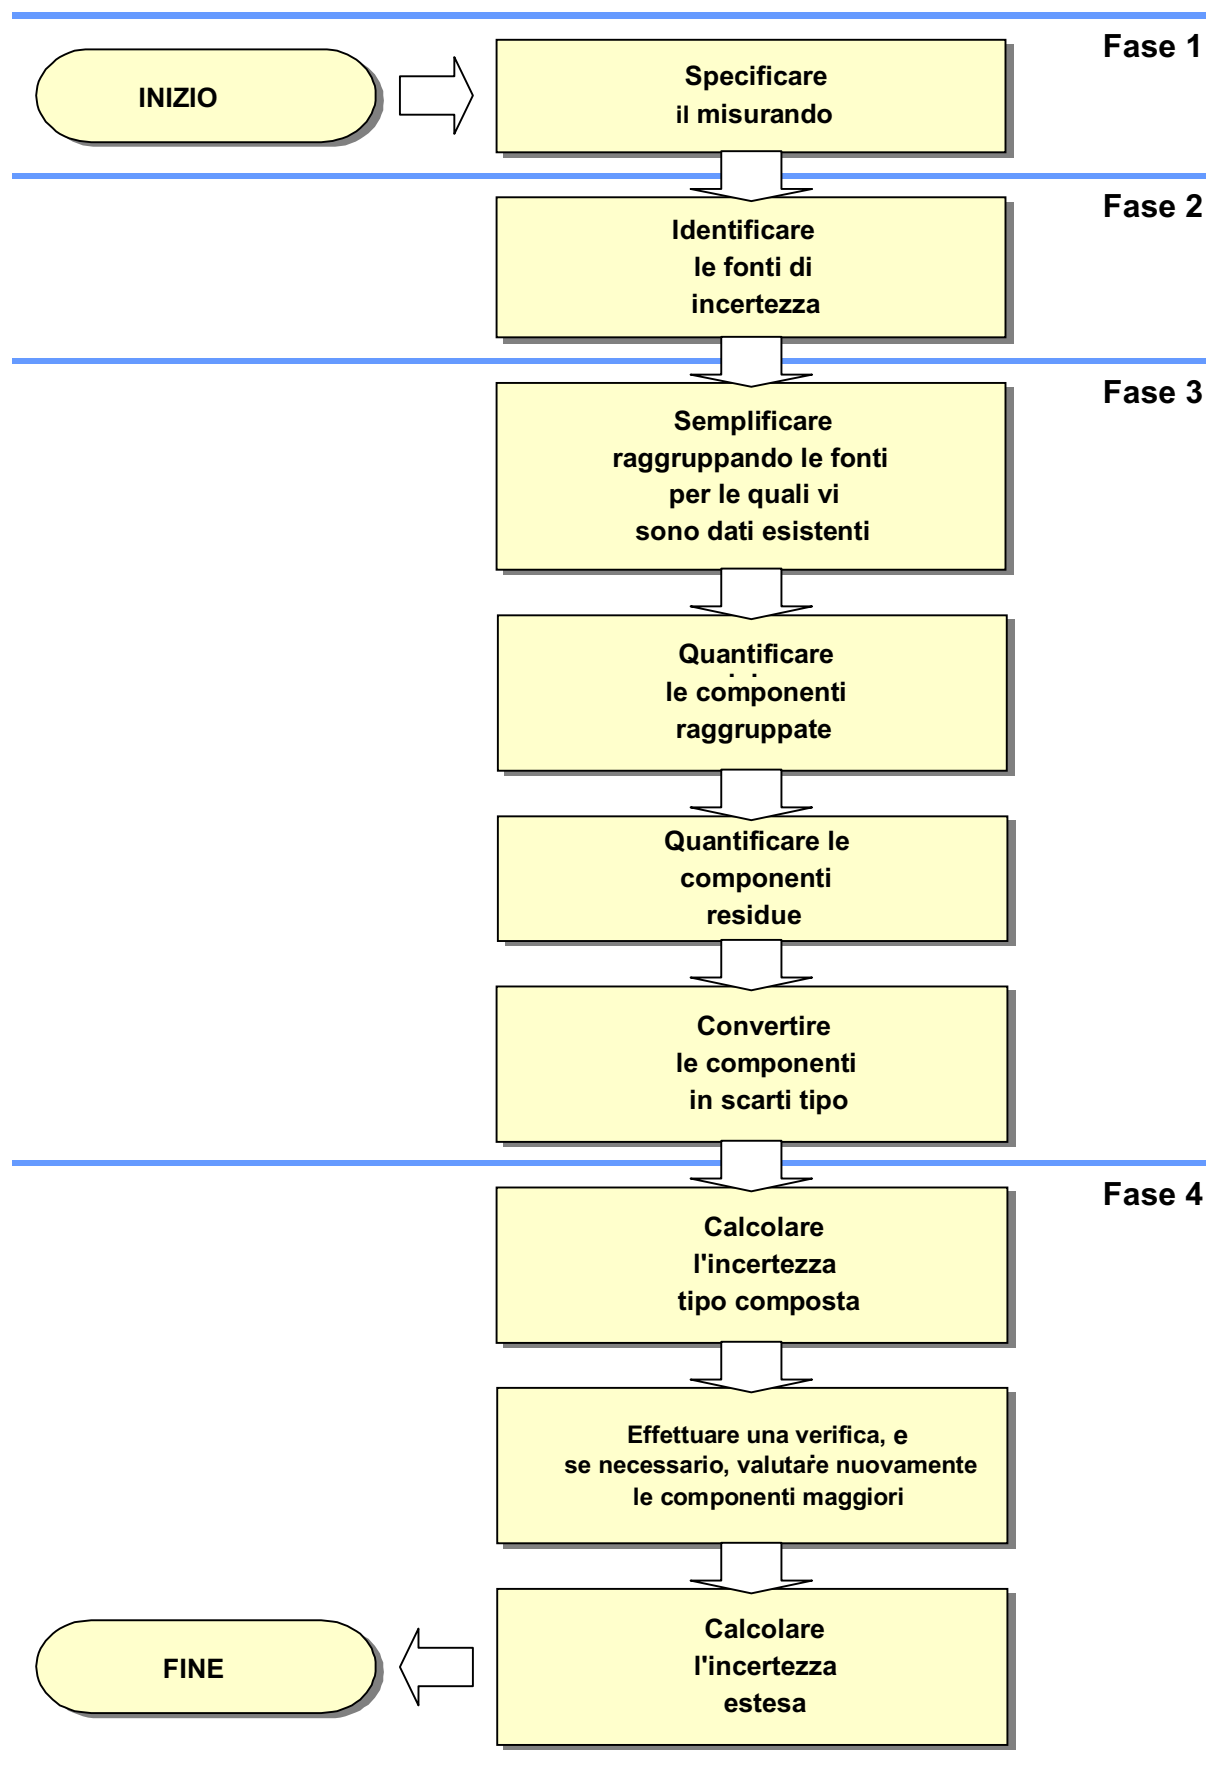 Fase 1
INIZIO
Specificare
il misurando
Fase 2
Identificare
le fonti di
incertezza
Fase 3
Semplificare
raggruppando le fonti
per le quali vi
sono dati esistenti
Quantificare
le componenti
raggruppate
Quantificare le
componenti
residue
Convertire
le componenti
in scarti tipo
Fase 4
Calcolare
l'incertezza
tipo composta
Effettuare una verifica, e
se necessario, valutare nuovamente
le componenti maggiori
Calcolare
l'incertezza
estesa
FINE